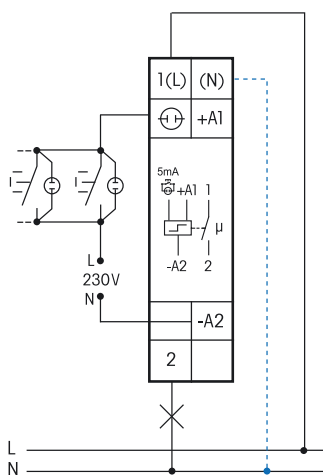 1(L) (N)
+A1
5mA
+A1 1
μ
-A2 2
L
230V
N
-A2
2
L
N